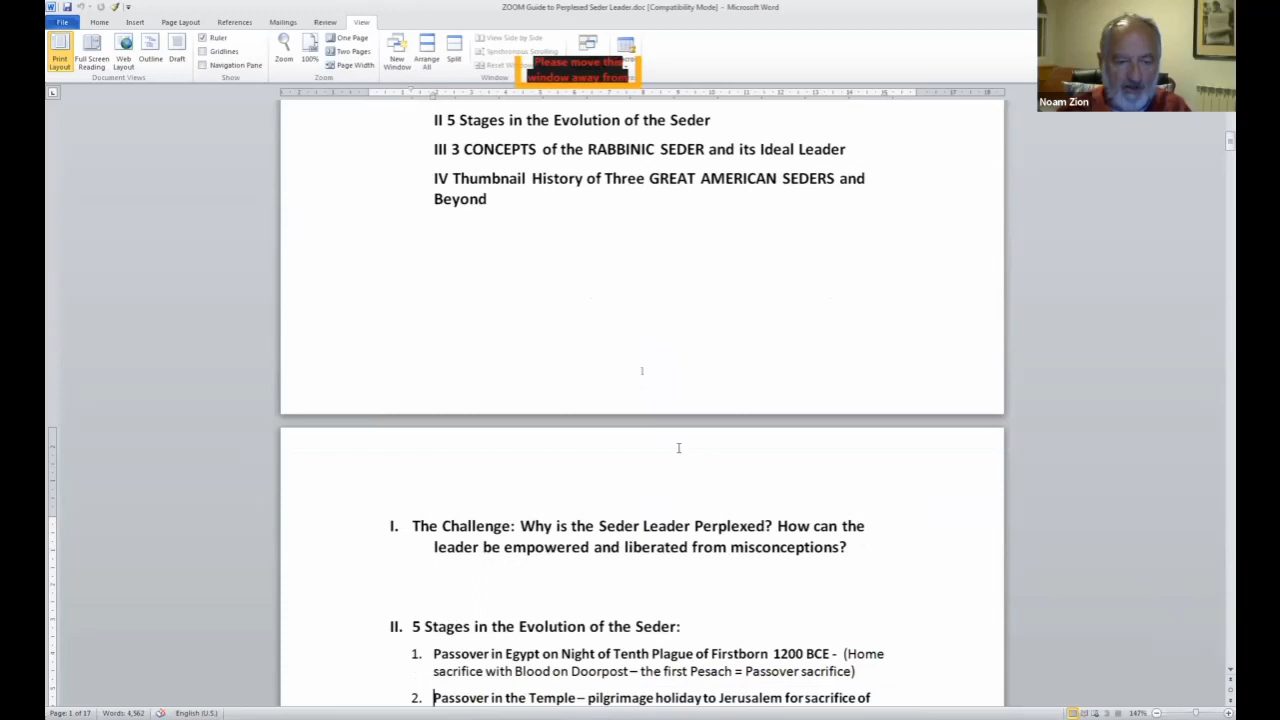 ZOOM Guide to Perplexed Seder Leader.doc [Compatibility Mode] - Microsoft Word
File Home Insert Page Layout References Mailings Review View
Print Layout
Full Screen Reading
Web Layout
Outline
Draft
Document Views
Ruler
Gridlines
Navigation Pane
Show
Zoom
100%
One Page
Two Pages
Page Width
Zoom
New Window
Arrange All
Split
View Side by Side
Synchronous Scrolling
Window
Please move this
window away from
Noam Zion
II 5 Stages in the Evolution of the Seder
III 3 CONCEPTS of the RABBINIC SEDER and its Ideal Leader
IV Thumbnail History of Three GREAT AMERICAN SEDERS and
Beyond
1
I. The Challenge: Why is the Seder Leader Perplexed? How can the
leader be empowered and liberated from misconceptions?
II. 5 Stages in the Evolution of the Seder:
1. Passover in Egypt on Night of Tenth Plague of Firstborn 1200 BCE - (Home
sacrifice with Blood on Doorpost – the first Pesach = Passover sacrifice)
2. Passover in the Temple – pilgrimage holiday to Jerusalem for sacrifice of
Page: 1 of 17 Words: 4,562 English (U.S.) 147%